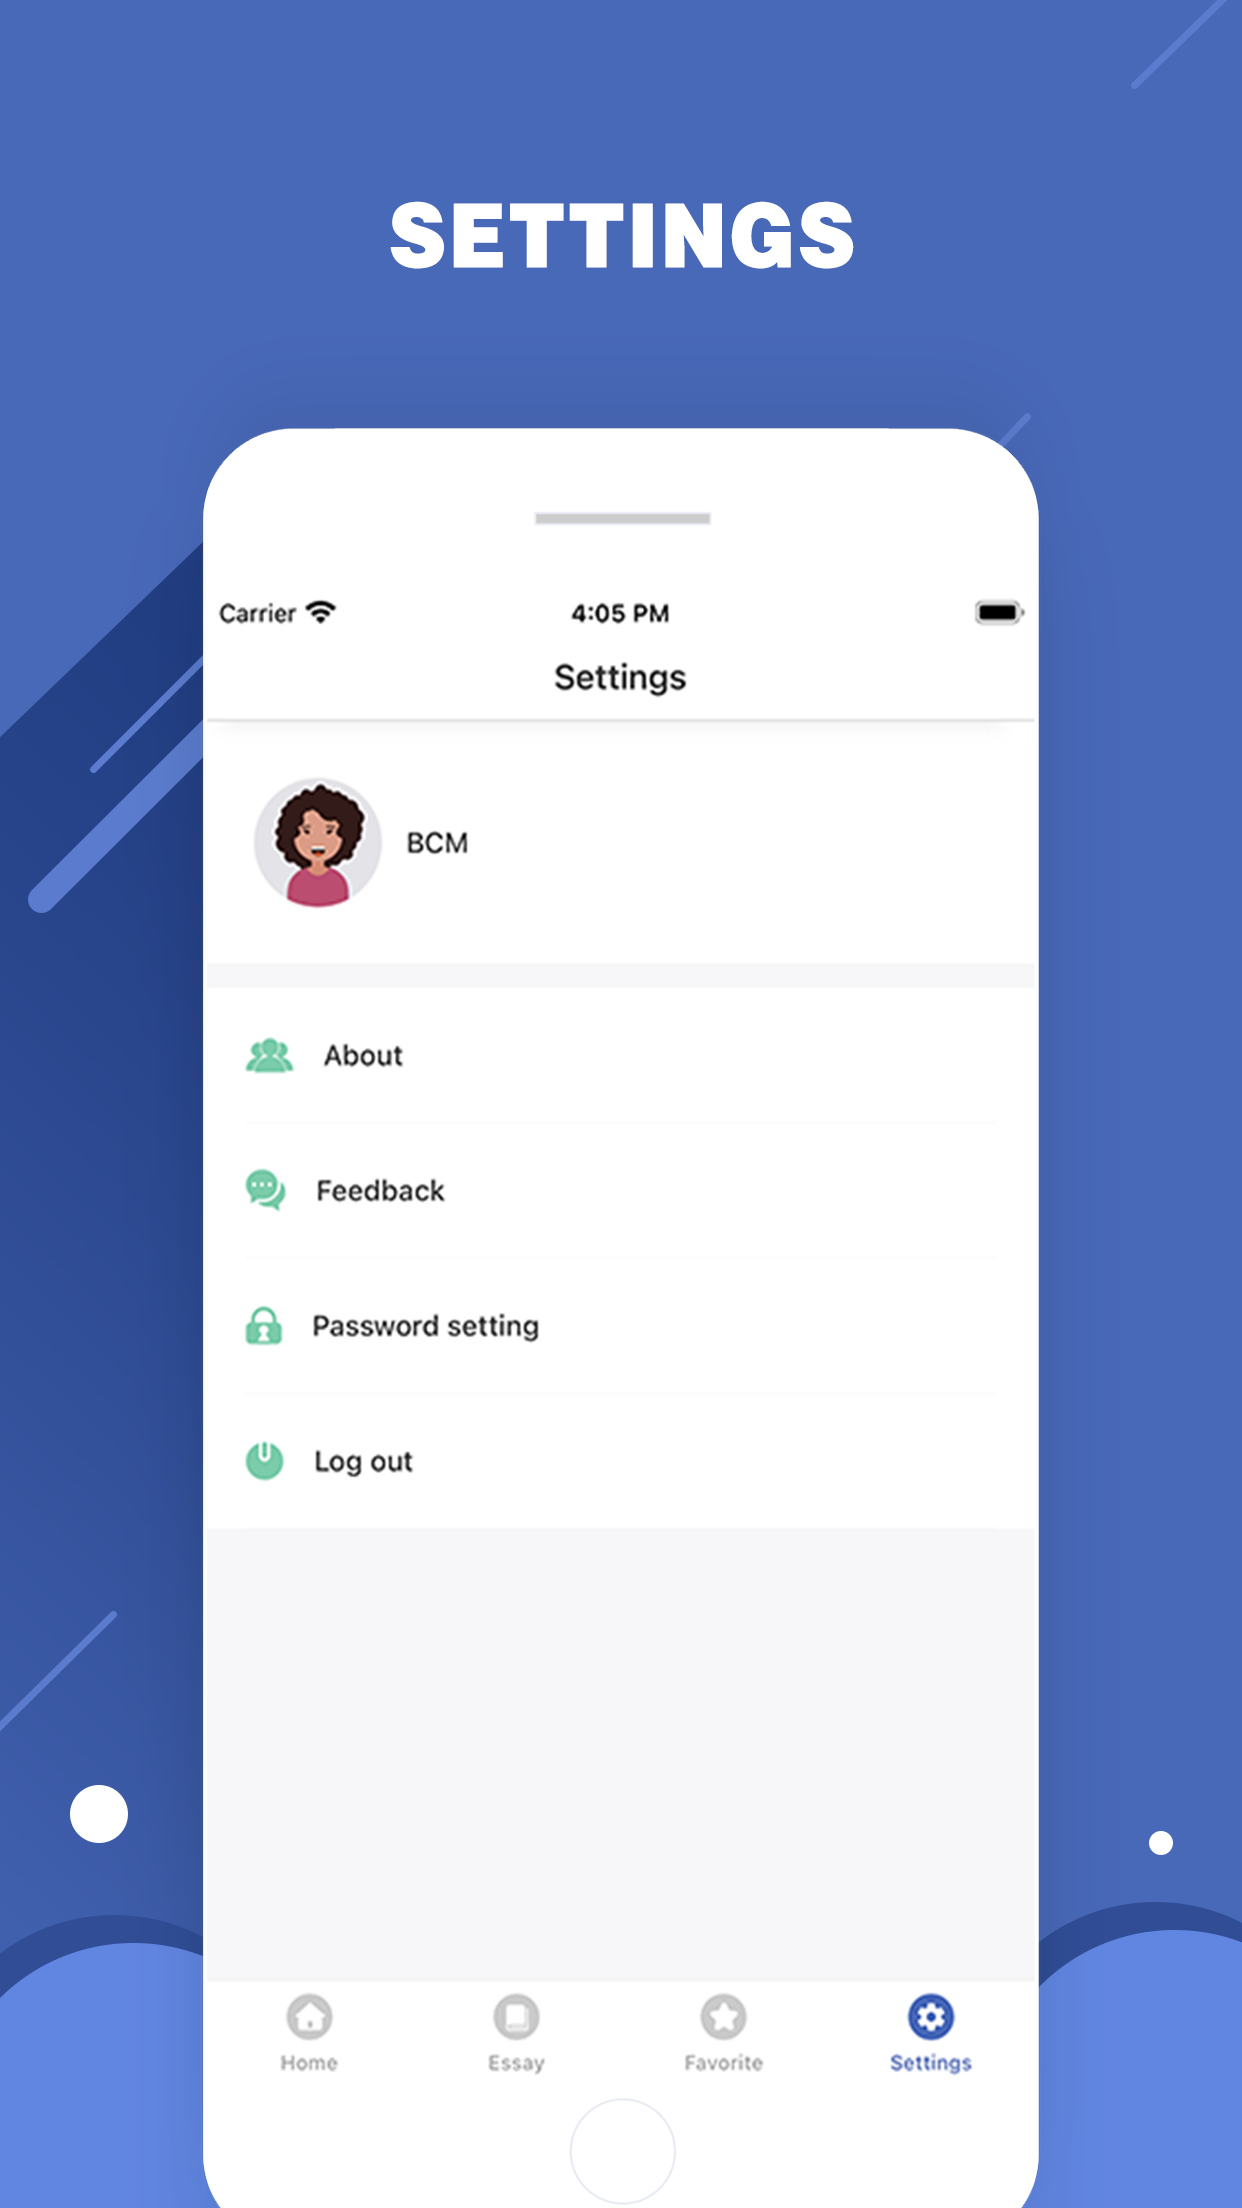 SETTINGS
Carrier 4:05 PM
Settings
BCM
About
Feedback
Password setting
Log out
Home Essay Favorite Settings